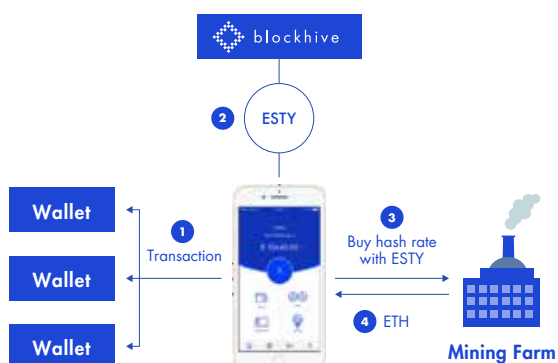 blockhive
2
ESTY
Wallet
1
Transaction
Wallet
Wallet
3
Buy hash rate
with ESTY
4 ETH
Mining Farm